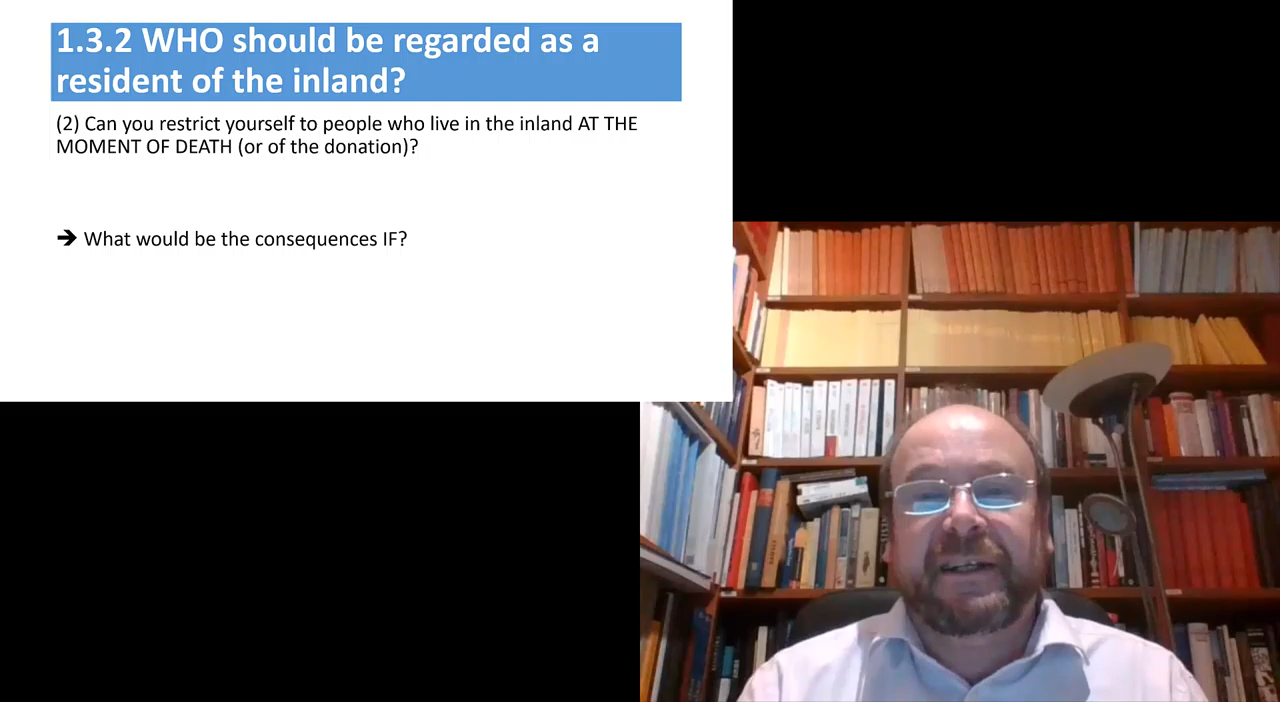 1.3.2 WHO should be regarded as a
resident of the inland?
(2) Can you restrict yourself to people who live in the inland AT THE
MOMENT OF DEATH (or of the donation)?
➔ What would be the consequences IF?